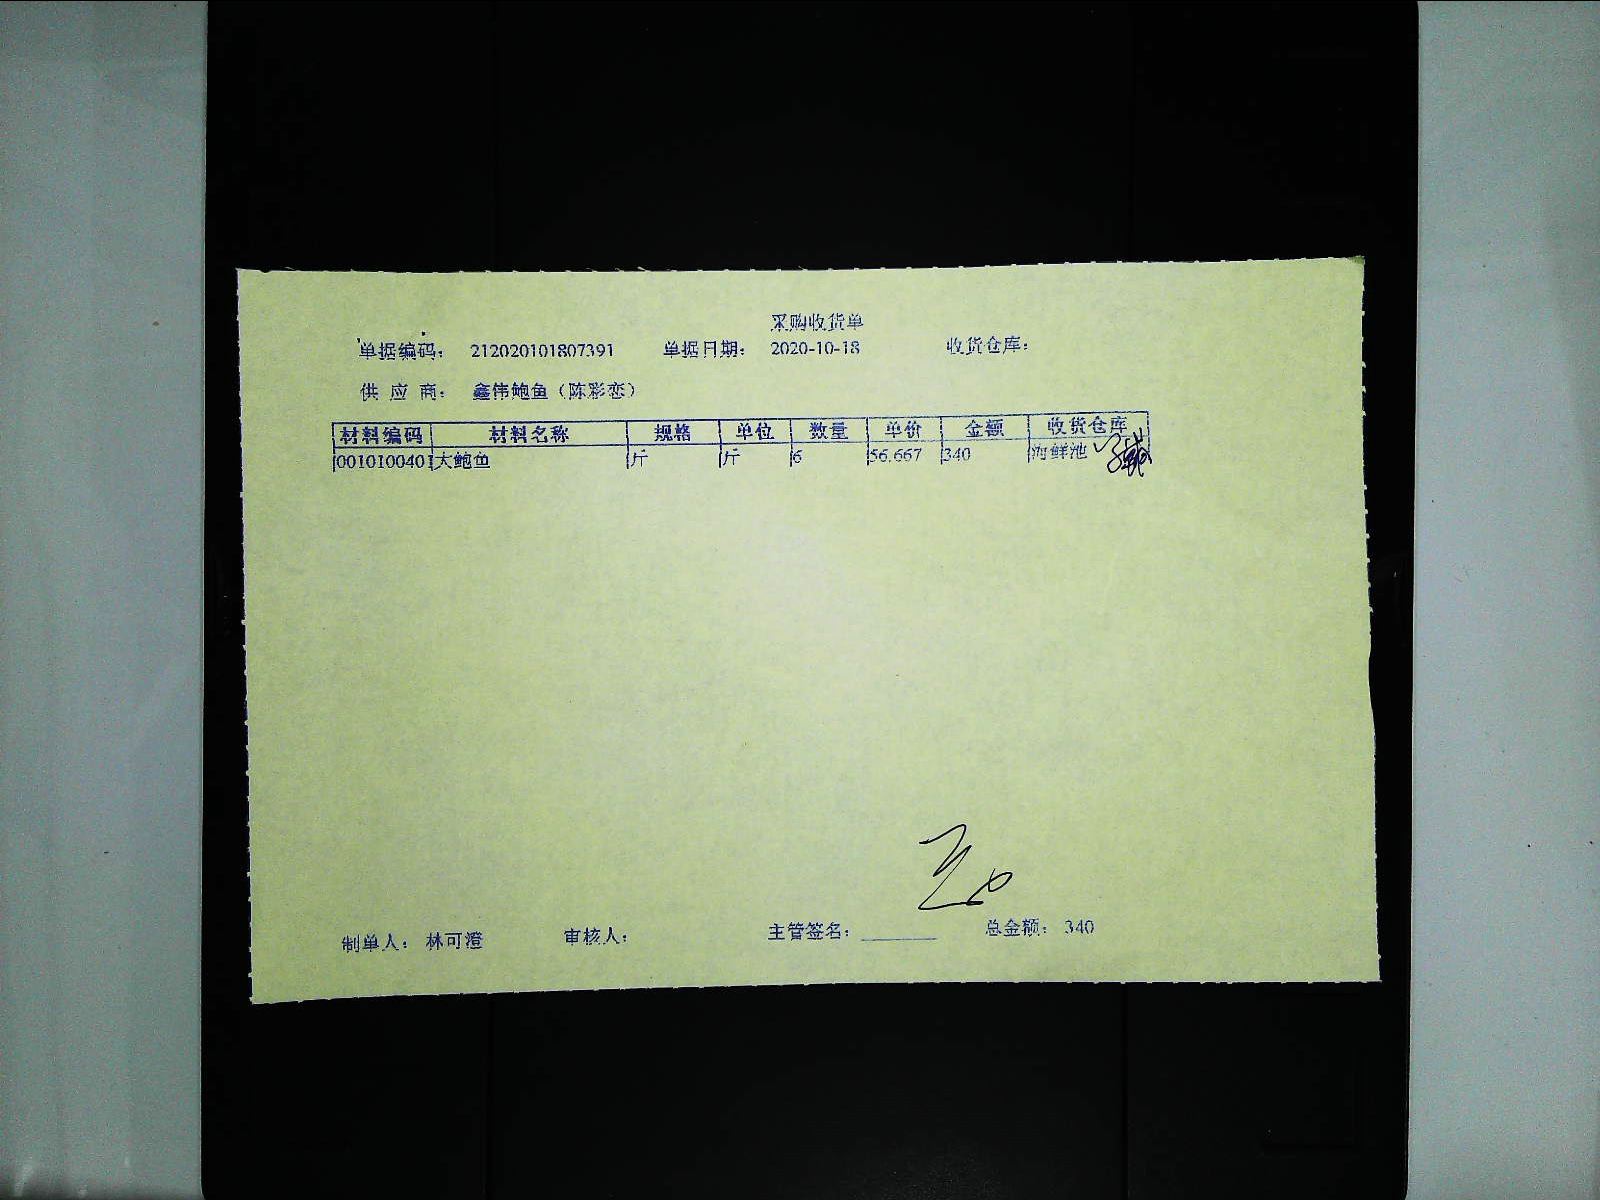 采购收货单
单据编码： 212020101807391 单据日期： 2020-10-18 收货仓库：
供 应 商： 鑫伟鲍鱼（陈彩恋）
材料编码 材料名称 规格 单位 数量 单价 金额 收货仓库
001010040 大鲍鱼 斤 斤 6 56.667 340 海鲜池
制单人： 林可澄 审核人： 主管签名： 总金额： 340